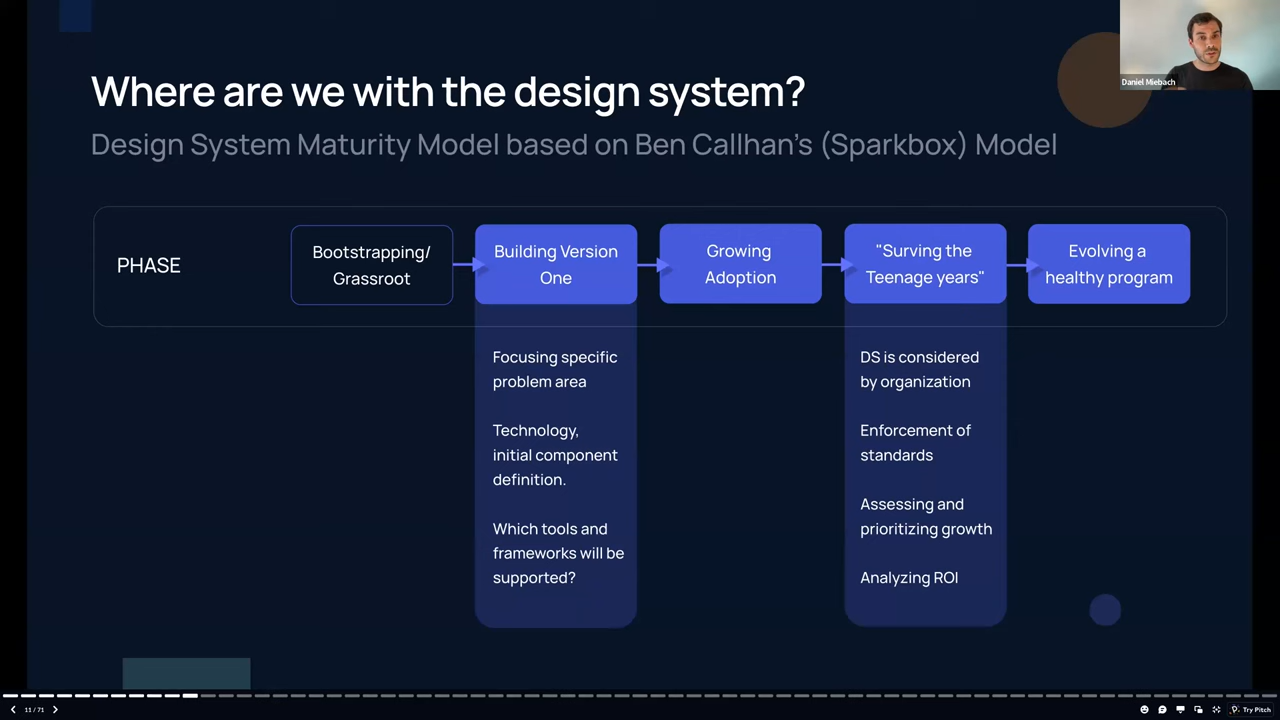 Where are we with the design system?
Design System Maturity Model based on Ben Callhan's (Sparkbox) Model
Daniel Miebach
PHASE
Bootstrapping/
Grassroot
Building Version
One
Growing
Adoption
"Surving the
Teenage years"
Evolving a
healthy program
Focusing specific
problem area
Technology,
initial component
definition.
Which tools and
frameworks will be
supported?
DS is considered
by organization
Enforcement of
standards
Assessing and
prioritizing growth
Analyzing ROI
11 / 71
Try Pitch